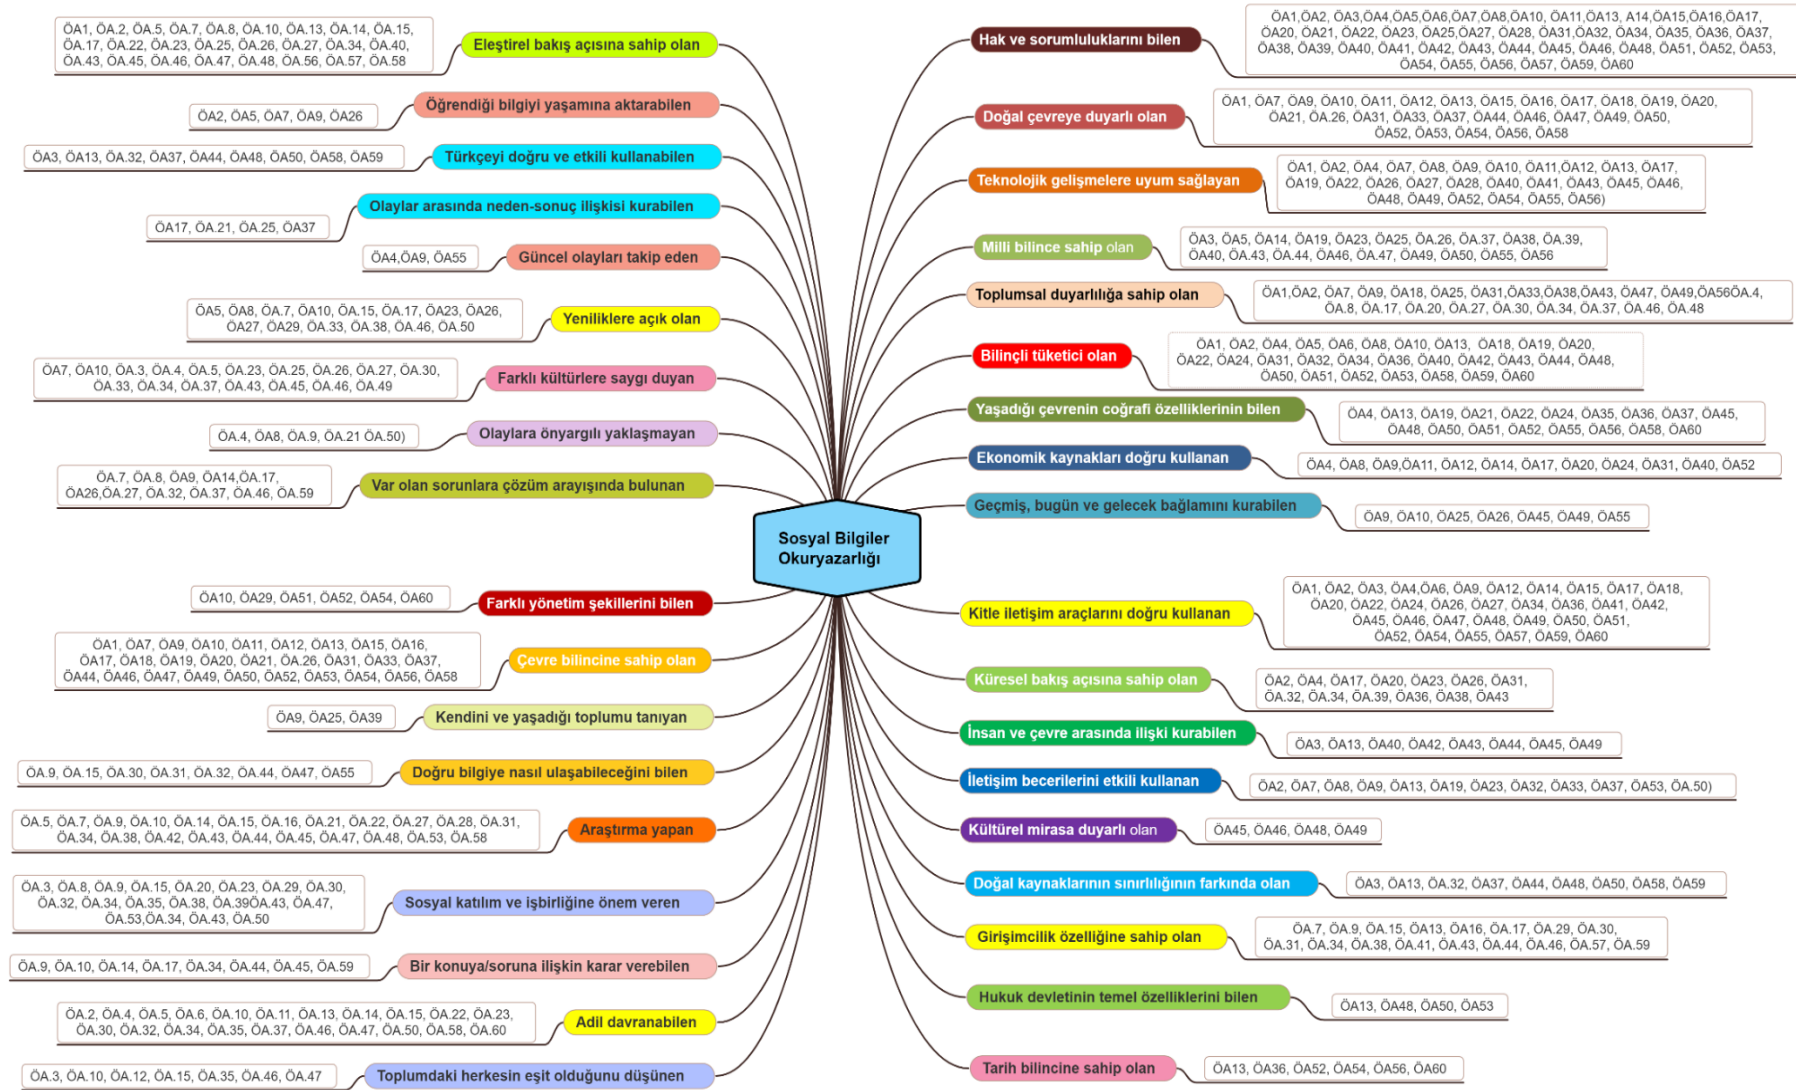 Sosyal Bilgiler
Okuryazarlığı
Eleştirel bakış açısına sahip olan
ÖA1, ÖA.2, ÖA.5, ÖA.7, ÖA.8, ÖA.10, ÖA.13, ÖA.14, ÖA.15,
ÖA.17, ÖA.22, ÖA.23, ÖA.25, ÖA.26, ÖA.27, ÖA.34, ÖA.40,
ÖA.43, ÖA.45, ÖA.46, ÖA.47, ÖA.48, ÖA.56, ÖA.57, ÖA.58
Öğrendiği bilgiyi yaşamına aktarabilen
ÖA2, ÖA5, ÖA7, ÖA9, ÖA26
Türkçeyi doğru ve etkili kullanabilen
ÖA3, ÖA13, ÖA.32, ÖA37, ÖA44, ÖA48, ÖA50, ÖA58, ÖA59
Olaylar arasında neden-sonuç ilişkisi kurabilen
ÖA17, ÖA.21, ÖA.25, ÖA37
Güncel olayları takip eden
ÖA4,ÖA9, ÖA55
Yeniliklere açık olan
ÖA5, ÖA8, ÖA.7, ÖA10, ÖA.15, ÖA.17, ÖA23, ÖA26,
ÖA27, ÖA29, ÖA.33, ÖA.38, ÖA.46, ÖA.50
Farklı kültürlere saygı duyan
ÖA7, ÖA10, ÖA.3, ÖA.4, ÖA.5, ÖA.23, ÖA.25, ÖA.26, ÖA.27, ÖA.30,
ÖA.33, ÖA.34, ÖA.37, ÖA.43, ÖA.45, ÖA.46, ÖA.49
Olaylara önyargılı yaklaşmayan
ÖA.4, ÖA8, ÖA.9, ÖA.21 ÖA.50)
Var olan sorunlara çözüm arayışında bulunan
ÖA.7, ÖA.8, ÖA9, ÖA14,ÖA.17,
ÖA26,ÖA.27, ÖA.32, ÖA.37, ÖA.46, ÖA.59
Farklı yönetim şekillerini bilen
ÖA10, ÖA29, ÖA51, ÖA52, ÖA54, ÖA60
Çevre bilincine sahip olan
ÖA1, ÖA7, ÖA9, ÖA10, ÖA11, ÖA12, ÖA13, ÖA15, ÖA16,
ÖA17, ÖA18, ÖA19, ÖA20, ÖA21, ÖA.26, ÖA31, ÖA33, ÖA37,
ÖA44, ÖA46, ÖA47, ÖA49, ÖA50, ÖA52, ÖA53, ÖA54, ÖA56, ÖA58
Kendini ve yaşadığı toplumu tanıyan
ÖA9, ÖA25, ÖA39
Doğru bilgiye nasıl ulaşabileceğini bilen
ÖA.9, ÖA.15, ÖA.30, ÖA.31, ÖA.32, ÖA.44, ÖA47, ÖA55
Araştırma yapan
ÖA.5, ÖA.7, ÖA.9, ÖA.10, ÖA.14, ÖA.15, ÖA.16, ÖA.21, ÖA.22, ÖA.27, ÖA.28, ÖA.31,
ÖA.34, ÖA.38, ÖA.42, ÖA.43, ÖA.44, ÖA.45, ÖA.47, ÖA.48, ÖA.53, ÖA.58
Sosyal katılım ve işbirliğine önem veren
ÖA.3, ÖA.8, ÖA.9, ÖA.15, ÖA.20, ÖA.23, ÖA.29, ÖA.30,
ÖA.32, ÖA.34, ÖA.35, ÖA.38, ÖA.39ÖA.43, ÖA.47,
ÖA.53,ÖA.34, ÖA.43, ÖA.50
Bir konuya/soruna ilişkin karar verebilen
ÖA.9, ÖA.10, ÖA.14, ÖA.17, ÖA.34, ÖA.44, ÖA.45, ÖA.59
Adil davranabilen
ÖA.2, ÖA.4, ÖA.5, ÖA.6, ÖA.10, ÖA.11, ÖA.13, ÖA.14, ÖA.15, ÖA.22, ÖA.23,
ÖA.30, ÖA.32, ÖA.34, ÖA.35, ÖA.37, ÖA.46, ÖA.47, ÖA.50, ÖA.58, ÖA.60
Toplumdaki herkesin eşit olduğunu düşünen
ÖA.3, ÖA.10, ÖA.12, ÖA.15, ÖA.35, ÖA.46, ÖA.47
Hak ve sorumluluklarını bilen
ÖA1,ÖA2, ÖA3,ÖA4,ÖA5,ÖA6,ÖA7,ÖA8,ÖA10, ÖA11,ÖA13, A14,ÖA15,ÖA16,ÖA17,
ÖA20, ÖA21, ÖA22, ÖA23, ÖA25,ÖA27, ÖA28, ÖA31,ÖA32, ÖA34, ÖA35, ÖA36, ÖA37,
ÖA38, ÖA39, ÖA40, ÖA41, ÖA42, ÖA43, ÖA44, ÖA45, ÖA46, ÖA48, ÖA51, ÖA52, ÖA53,
ÖA54, ÖA55, ÖA56, ÖA57, ÖA59, ÖA60
Doğal çevreye duyarlı olan
ÖA1, ÖA7, ÖA9, ÖA10, ÖA11, ÖA12, ÖA13, ÖA15, ÖA16, ÖA17, ÖA18, ÖA19, ÖA20,
ÖA21, ÖA.26, ÖA31, ÖA33, ÖA37, ÖA44, ÖA46, ÖA47, ÖA49, ÖA50,
ÖA52, ÖA53, ÖA54, ÖA56, ÖA58
Teknolojik gelişmelere uyum sağlayan
ÖA1, ÖA2, ÖA4, ÖA7, ÖA8, ÖA9, ÖA10, ÖA11,ÖA12, ÖA13, ÖA17,
ÖA19, ÖA22, ÖA26, ÖA27, ÖA28, ÖA40, ÖA41, ÖA43, ÖA45, ÖA46,
ÖA48, ÖA49, ÖA52, ÖA54, ÖA55, ÖA56)
Milli bilince sahip olan
ÖA3, ÖA5, ÖA14, ÖA19, ÖA23, ÖA25, ÖA.26, ÖA.37, ÖA38, ÖA.39,
ÖA40, ÖA.43, ÖA.44, ÖA46, ÖA.47, ÖA49, ÖA50, ÖA55, ÖA56
Toplumsal duyarlılığa sahip olan
ÖA1,ÖA2, ÖA7, ÖA9, ÖA18, ÖA25, ÖA31,ÖA33,ÖA38,ÖA43, ÖA47, ÖA49,ÖA56ÖA.4,
ÖA.8, ÖA.17, ÖA.20, ÖA.27, ÖA.30, ÖA.34, ÖA.37, ÖA.46, ÖA.48
Bilinçli tüketici olan
ÖA1, ÖA2, ÖA4, ÖA5, ÖA6, ÖA8, ÖA10, ÖA13, ÖA18, ÖA19, ÖA20,
ÖA22, ÖA24, ÖA31, ÖA32, ÖA34, ÖA36, ÖA40, ÖA42, ÖA43, ÖA44, ÖA48,
ÖA50, ÖA51, ÖA52, ÖA53, ÖA58, ÖA59, ÖA60
Yaşadığı çevrenin coğrafi özelliklerinin bilen
ÖA4, ÖA13, ÖA19, ÖA21, ÖA22, ÖA24, ÖA35, ÖA36, ÖA37, ÖA45,
ÖA48, ÖA50, ÖA51, ÖA52, ÖA55, ÖA56, ÖA58, ÖA60
Ekonomik kaynakları doğru kullanan
ÖA4, ÖA8, ÖA9,ÖA11, ÖA12, ÖA14, ÖA17, ÖA20, ÖA24, ÖA31, ÖA40, ÖA52
Geçmiş, bugün ve gelecek bağlamını kurabilen
ÖA9, ÖA10, ÖA25, ÖA26, ÖA45, ÖA49, ÖA55
Kitle iletişim araçlarını doğru kullanan
ÖA1, ÖA2, ÖA3, ÖA4,ÖA6, ÖA9, ÖA12, ÖA14, ÖA15, ÖA17, ÖA18,
ÖA20, ÖA22, ÖA24, ÖA26, ÖA27, ÖA34, ÖA36, ÖA41, ÖA42,
ÖA45, ÖA46, ÖA47, ÖA48, ÖA49, ÖA50, ÖA51,
ÖA52, ÖA54, ÖA55, ÖA57, ÖA59, ÖA60
Küresel bakış açısına sahip olan
ÖA2, ÖA4, ÖA17, ÖA20, ÖA23, ÖA26, ÖA31,
ÖA.32, ÖA.34, ÖA.39, ÖA36, ÖA38, ÖA43
İnsan ve çevre arasında ilişki kurabilen
ÖA3, ÖA13, ÖA40, ÖA42, ÖA43, ÖA44, ÖA45, ÖA49
İletişim becerilerini etkili kullanan
ÖA2, ÖA7, ÖA8, ÖA9, ÖA13, ÖA19, ÖA23, ÖA32, ÖA33, ÖA37, ÖA53, ÖA.50)
Kültürel mirasa duyarlı olan
ÖA45, ÖA46, ÖA48, ÖA49
Doğal kaynaklarının sınırlılığının farkında olan
ÖA3, ÖA13, ÖA.32, ÖA37, ÖA44, ÖA48, ÖA50, ÖA58, ÖA59
Girişimcilik özelliğine sahip olan
ÖA.7, ÖA.9, ÖA.15, ÖA13, ÖA16, ÖA.17, ÖA.29, ÖA.30,
ÖA.31, ÖA.34, ÖA.38, ÖA.41, ÖA.43, ÖA.44, ÖA.46, ÖA.57, ÖA.59
Hukuk devletinin temel özelliklerini bilen
ÖA13, ÖA48, ÖA50, ÖA53
Tarih bilincine sahip olan
ÖA13, ÖA36, ÖA52, ÖA54, ÖA56, ÖA60